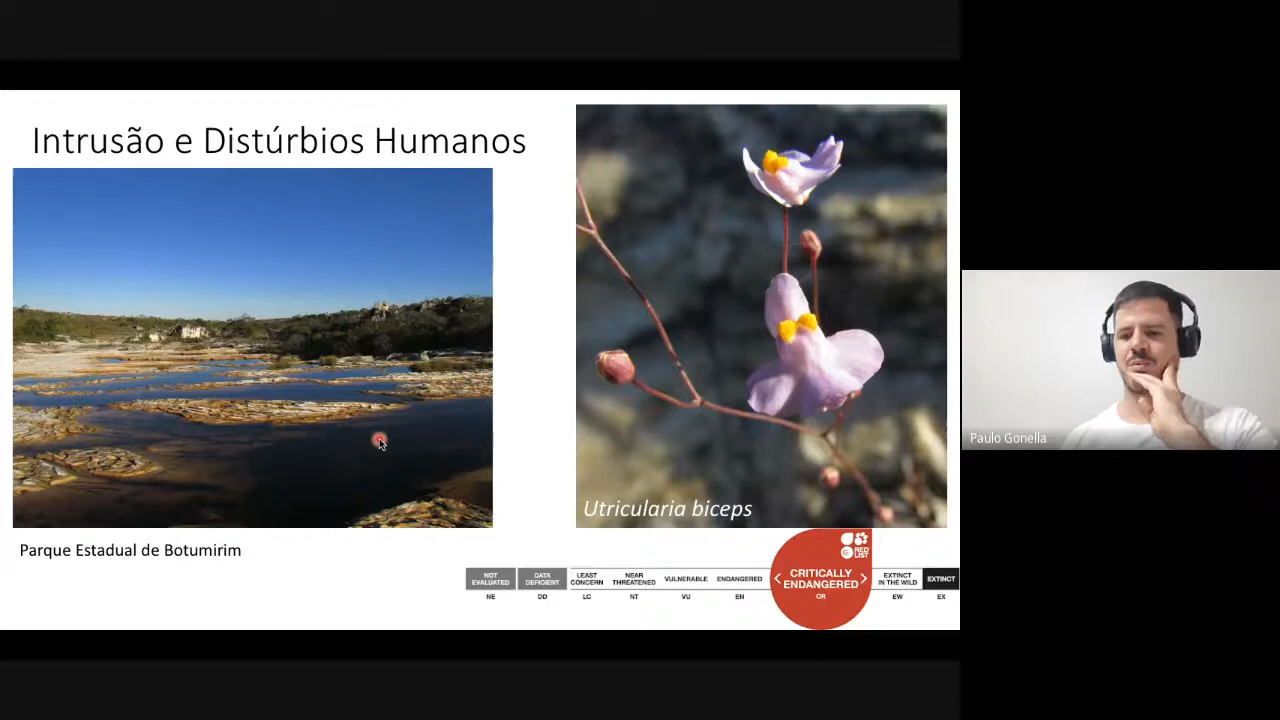 Intrusão e Distúrbios Humanos
Utricularia biceps
Paulo Gonella
Parque Estadual de Botumirim
RED
LIST
NOT
EVALUATED
DATA
DEFICIENT
LEAST
CONCERN
NEAR
THREATENED
VULNERABLE
ENDANGERED
< CRITICALLY
ENDANGERED >
EXTINCT
IN THE WILD
EXTINCT
NE
DD
LC
NT
VU
EN
CR
EW
EX